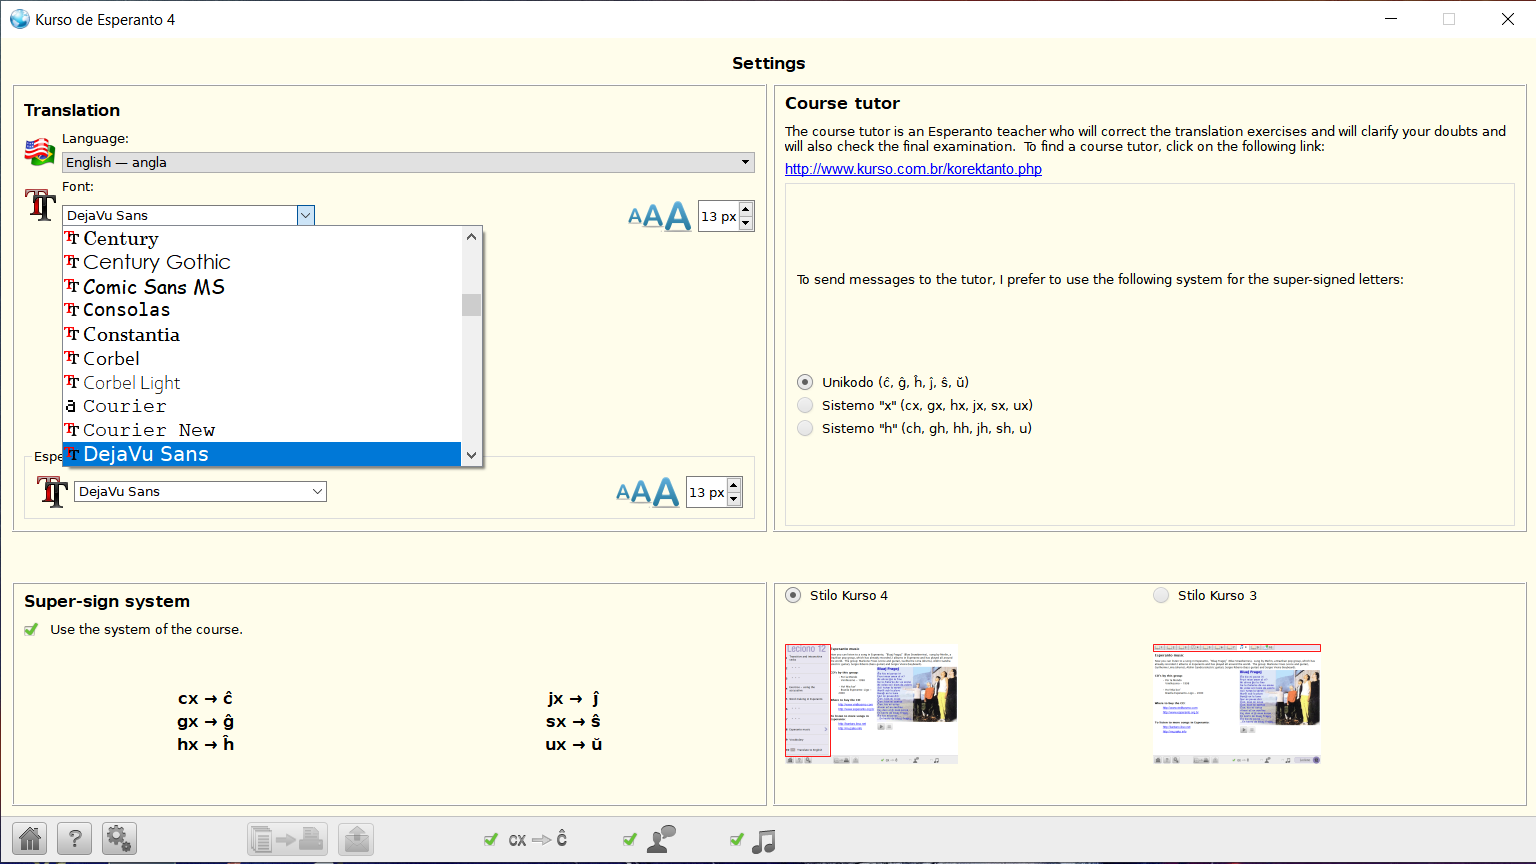 Kurso de Esperanto 4
Settings
Translation
Language:
English — angla
Font:
DejaVu Sans
13 px
Century
Century Gothic
Comic Sans MS
Consolas
Constantia
Corbel
Corbel Light
Courier
Courier New
DejaVu Sans
Espe
DejaVu Sans
13 px
Course tutor
The course tutor is an Esperanto teacher who will correct the translation exercises and will clarify your doubts and
will also check the final examination. To find a course tutor, click on the following link:
http://www.kurso.com.br/korektanto.php
To send messages to the tutor, I prefer to use the following system for the super-signed letters:
Unikodo (ĉ, ĝ, ĥ, ĵ, ŝ, ŭ)
Sistemo "x" (cx, gx, hx, jx, sx, ux)
Sistemo "h" (ch, gh, hh, jh, sh, u)
Super-sign system
Use the system of the course.
cx → ĉ
gx → ĝ
hx → ĥ
jx → ĵ
sx → ŝ
ux → ŭ
Stilo Kurso 4
Leciono 12
Esperanto music
Stilo Kurso 3
Esperanto music
cx → ĉ